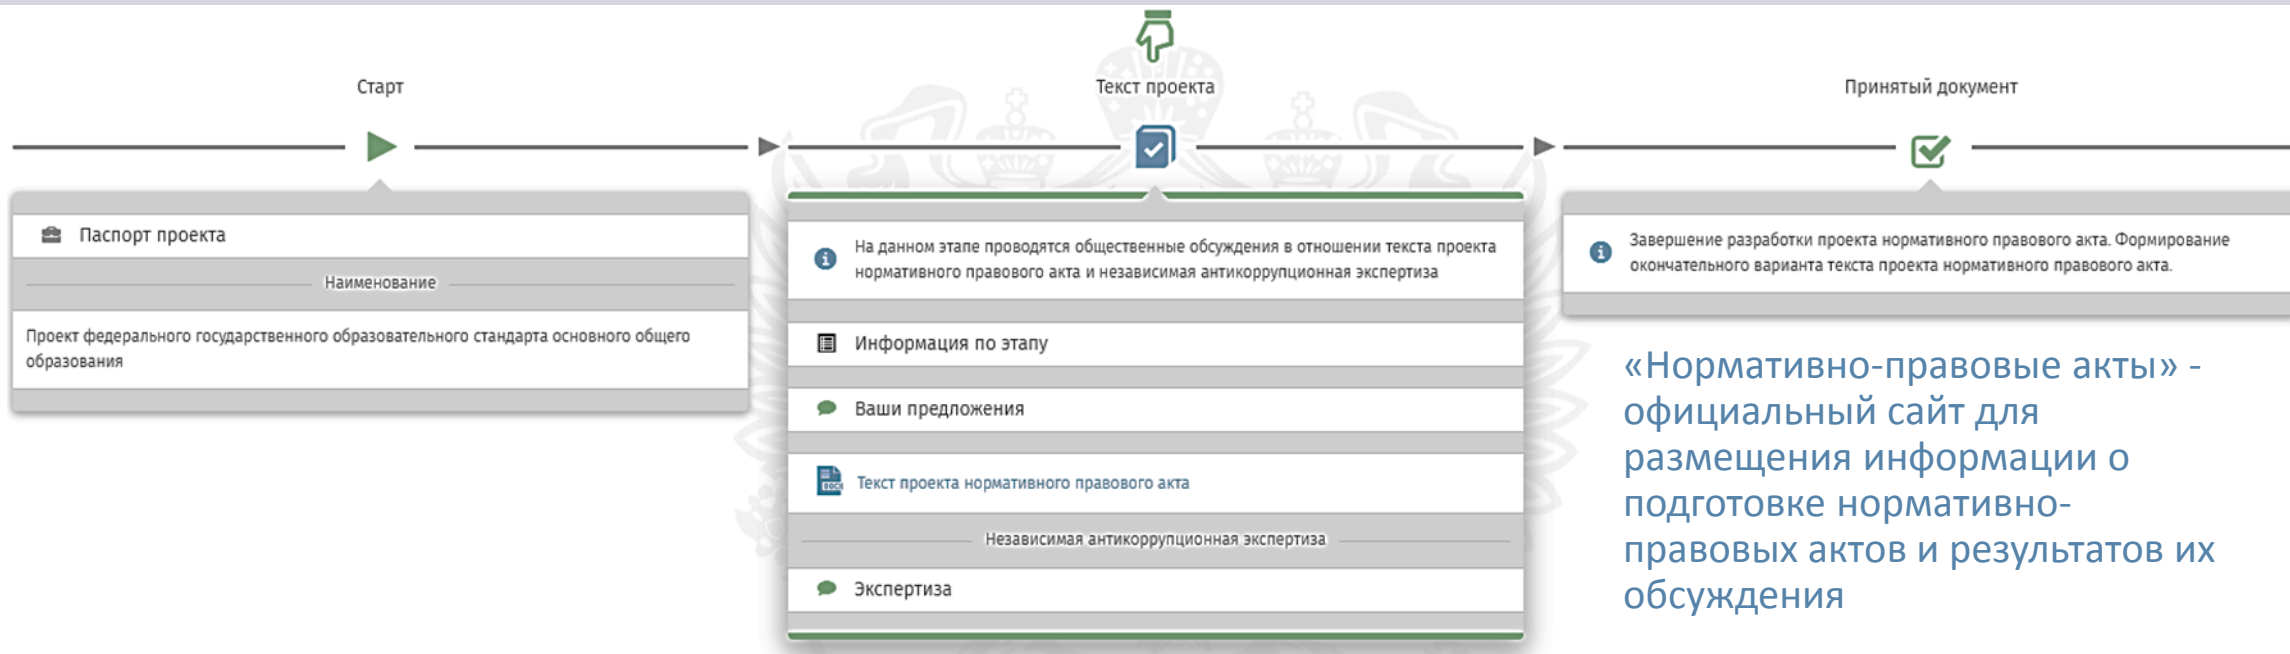 Старт
Паспорт проекта
Наименование
Проект федерального государственного образовательного стандарта основного общего
образования
Текст проекта
На данном этапе проводятся общественные обсуждения в отношении текста проекта
нормативного правового акта и независимая антикоррупционная экспертиза
Информация по этапу
Ваши предложения
DOCX
Текст проекта нормативного правового акта
Независимая антикоррупционная экспертиза
Экспертиза
Принятый документ
Завершение разработки проекта нормативного правового акта. Формирование
окончательного варианта текста проекта нормативного правового акта.
«Нормативно-правовые акты» -
официальный сайт для
размещения информации о
подготовке нормативно-
правовых актов и результатов их
обсуждения